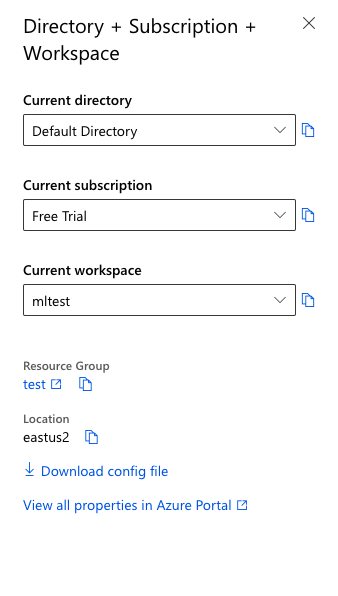 Directory + Subscription +
Workspace
Current directory
Default Directory
Current subscription
Free Trial
Current workspace
mltest
Resource Group
test
Location
eastus2
Download config file
View all properties in Azure Portal